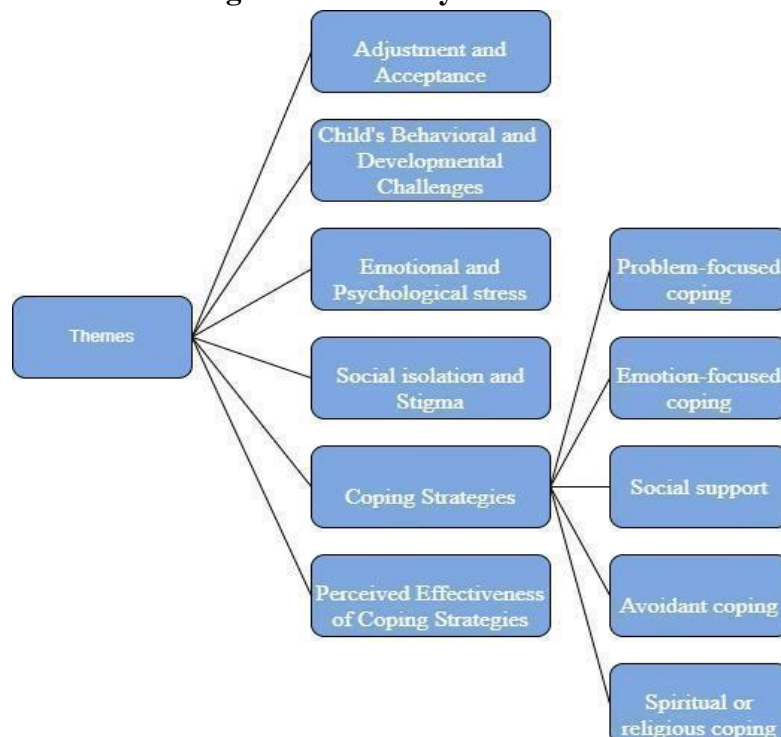 Themes
Adjustment and
Acceptance
Child's Behavioral and
Developmental
Challenges
Emotional and
Psychological stress
Social isolation and
Stigma
Coping Strategies
Perceived Effectiveness
of Coping Strategies
Problem-focused
coping
Emotion-focused
coping
Social support
Avoidant coping
Spiritual or
religious coping